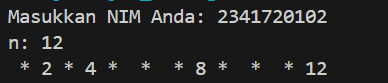 Masukkan NIM Anda: 2341720102
n: 12
* 2 * 4 * * * 8 * * * 12